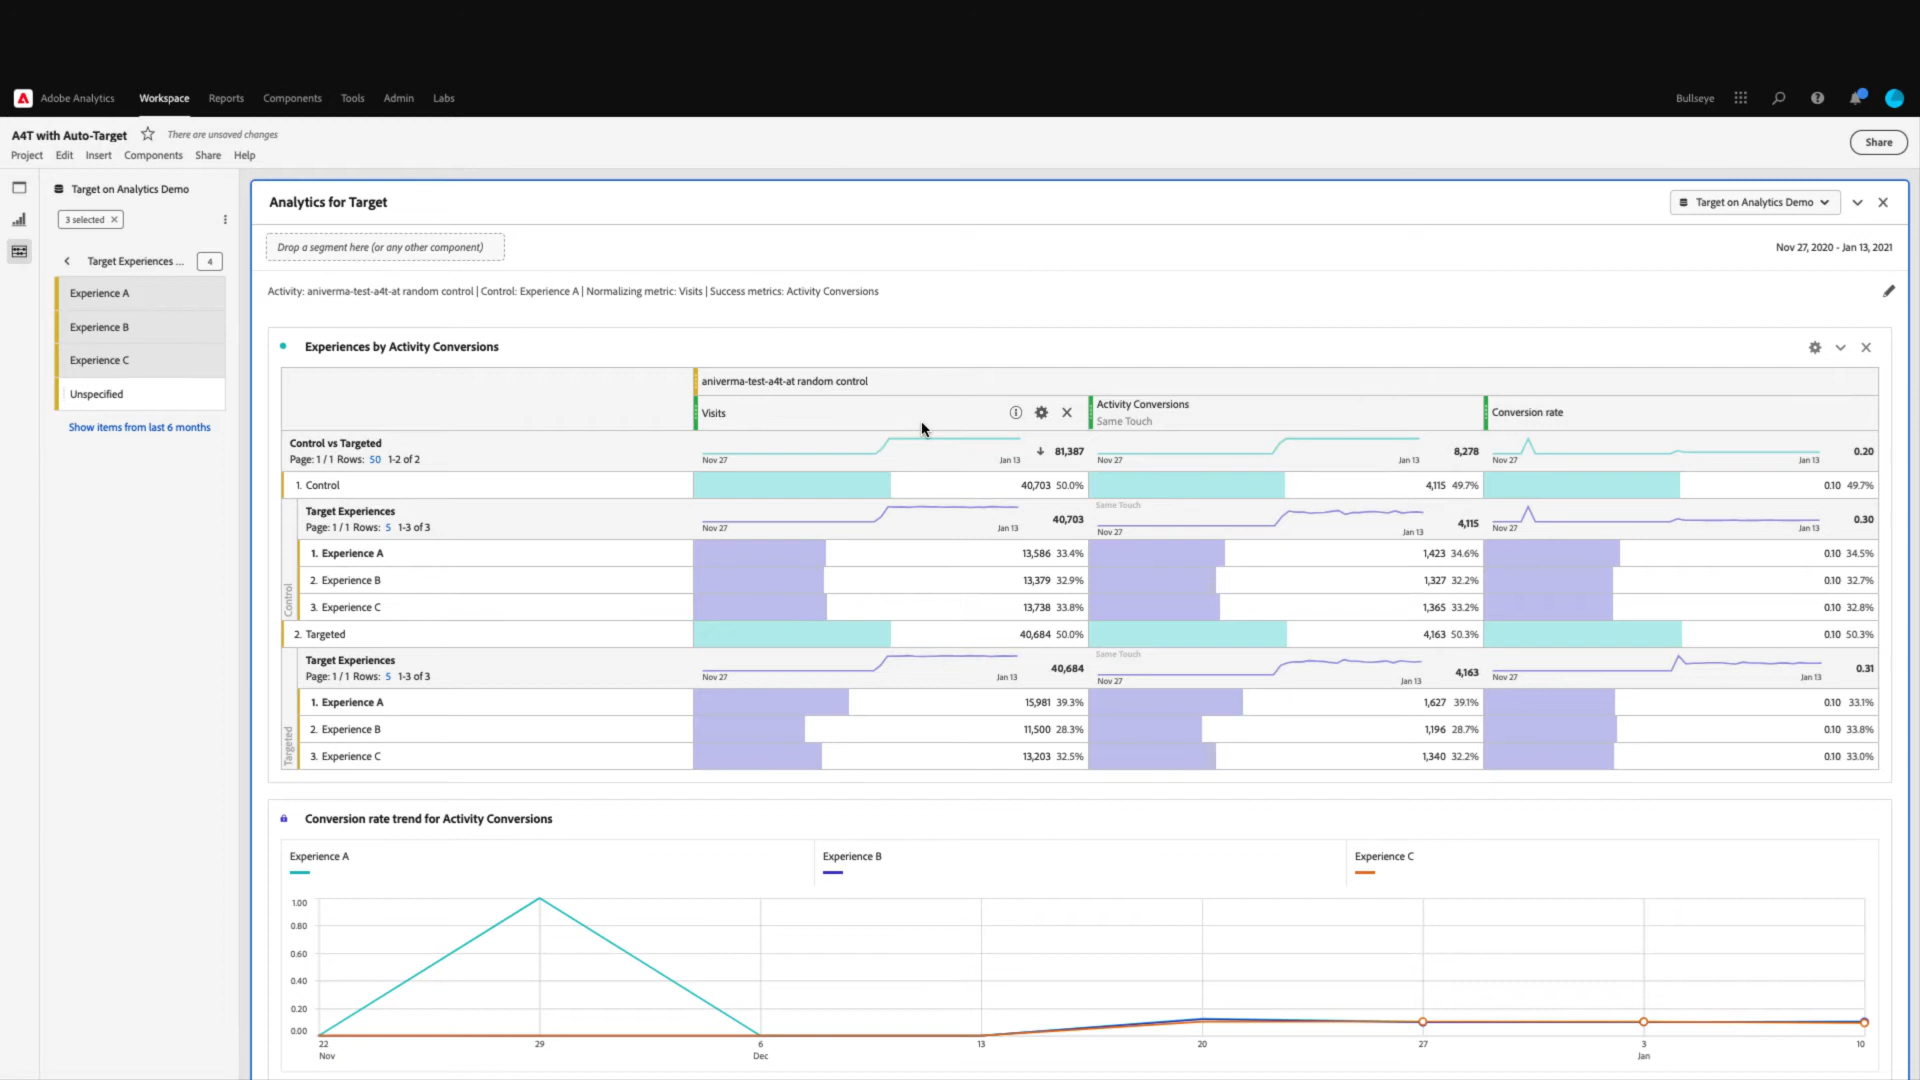 Adobe Analytics Workspace Reports Components Tools Admin Labs Bullseye
A4T with Auto-Target There are unsaved changes
Project Edit Insert Components Share Help
Share
Target on Analytics Demo
3 selected
Target Experiences ... 4
Experience A
Experience B
Experience C
Unspecified
Show items from last 6 months
Analytics for Target
Target on Analytics Demo
Drop a segment here (or any other component)
Nov 27, 2020 - Jan 13, 2021
Activity: aniverma-test-a4t-at random control | Control: Experience A | Normalizing metric: Visits | Success metrics: Activity Conversions
Experiences by Activity Conversions
aniverma-test-a4t-at random control
Visits
Activity Conversions
Same Touch
Conversion rate
Control vs Targeted
Page: 1 / 1 Rows: 50 1-2 of 2
Nov 27 Jan 13 81,387
Nov 27 Jan 13 8,278
Nov 27 Jan 13 0.20
1. Control 40,703 50.0% 4,115 49.7% 0.10 49.7%
Target Experiences
Page: 1 / 1 Rows: 5 1-3 of 3
Nov 27 Jan 13 40,703
Same Touch
Nov 27 Jan 13 4,115
Nov 27 Jan 13 0.30
Control
1. Experience A 13,586 33.4% 1,423 34.6% 0.10 34.5%
2. Experience B 13,379 32.9% 1,327 32.2% 0.10 32.7%
3. Experience C 13,738 33.8% 1,365 33.2% 0.10 32.8%
2. Targeted 40,684 50.0% 4,163 50.3% 0.10 50.3%
Target Experiences
Page: 1 / 1 Rows: 5 1-3 of 3
Nov 27 Jan 13 40,684
Same Touch
Nov 27 Jan 13 4,163
Nov 27 Jan 13 0.31
Targeted
1. Experience A 15,981 39.3% 1,627 39.1% 0.10 33.1%
2. Experience B 11,500 28.3% 1,196 28.7% 0.10 33.8%
3. Experience C 13,203 32.5% 1,340 32.2% 0.10 33.0%
Conversion rate trend for Activity Conversions
Experience A Experience B Experience C
1.00
0.80
0.60
0.40
0.20
0.00
22 29 6 13 20 27 3 10
Nov Dec Jan